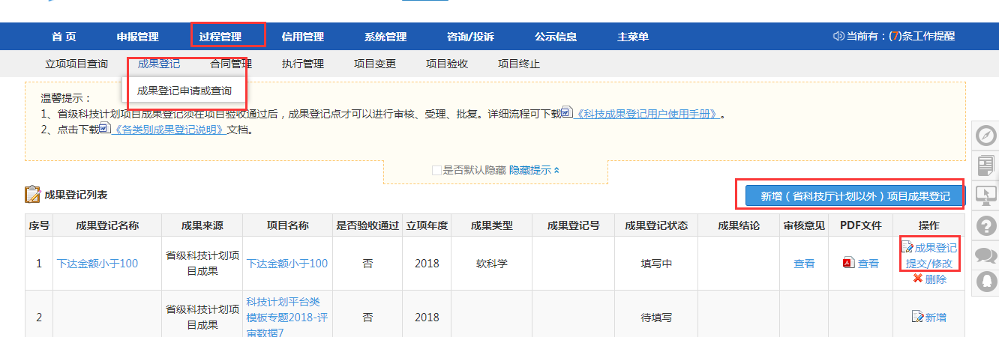 首 页 申报管理 过程管理 信用管理 系统管理 咨询/投诉 公示信息 主菜单 当前有：(7)条工作提醒
立项项目查询 成果登记 合同管理 执行管理 项目变更 项目验收 项目终止
成果登记申请或查询
温馨提示：
1、省级科技计划项目成果登记须在项目验收通过后，成果登记点才可以进行审核、受理、批复。详细流程可下载《科技成果登记用户使用手册》。
2、点击下载《各类别成果登记说明》文档。
是否默认隐藏 隐藏提示
成果登记列表 新增（省科技厅计划以外）项目成果登记
序号 成果登记名称 成果来源 项目名称 是否验收通过 立项年度 成果类型 成果登记号 成果登记状态 成果结论 审核意见 PDF文件 操作
1 下达金额小于100 省级科技计划项 下达金额小于100 否 2018 软科学 填写中 查看 查看 成果登记
目成果 提交/修改
删除
2 省级科技计划项 科技计划平台类 否 2018 待填写 新增
目成果 模板专题2018-评
审数据7